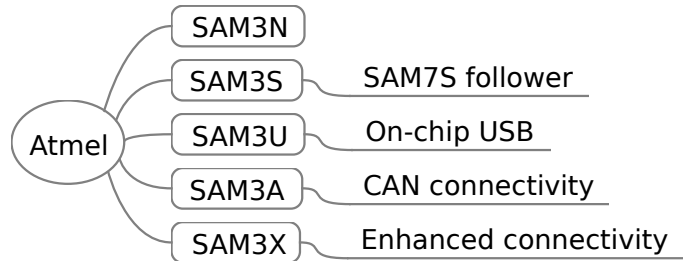 SAM3N
SAM3S
SAM7S follower
Atmel
SAM3U
On-chip USB
SAM3A
CAN connectivity
SAM3X
Enhanced connectivity